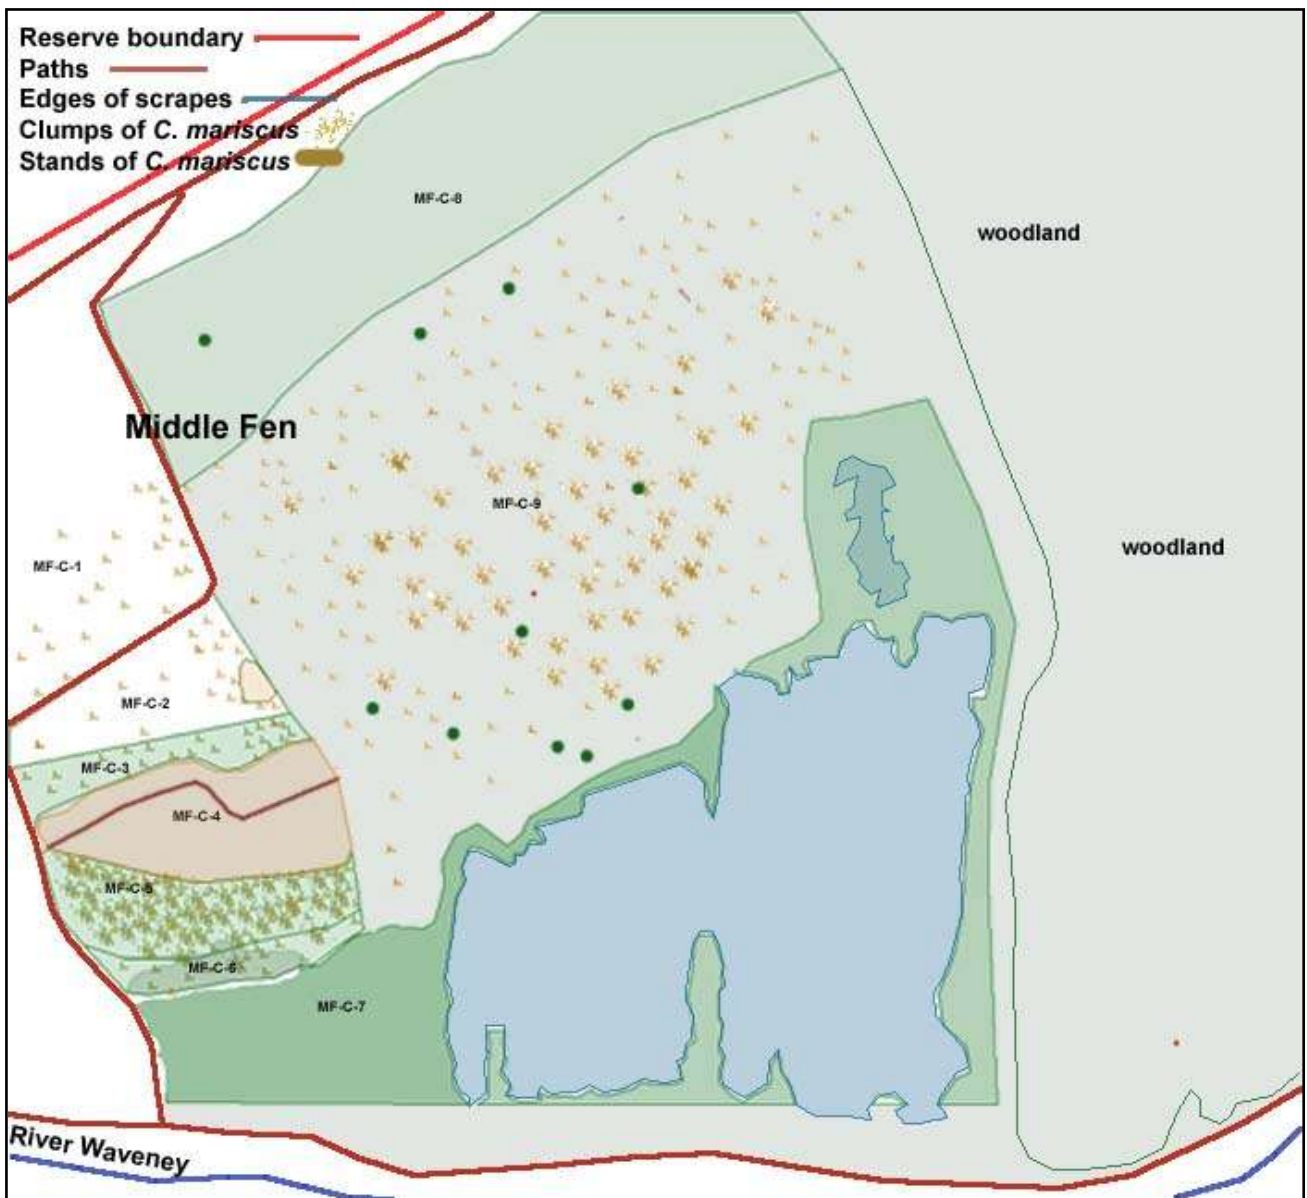 Reserve boundary
Paths
Edges of scrapes
Clumps of C. mariscus
Stands of C. mariscus
MF-C-8
woodland
Middle Fen
MF-C-9
woodland
MF-C-1
MF-C-2
MF-C-3
MF-C-4
MF-C-5
MF-C-6
MF-C-7
River Waveney